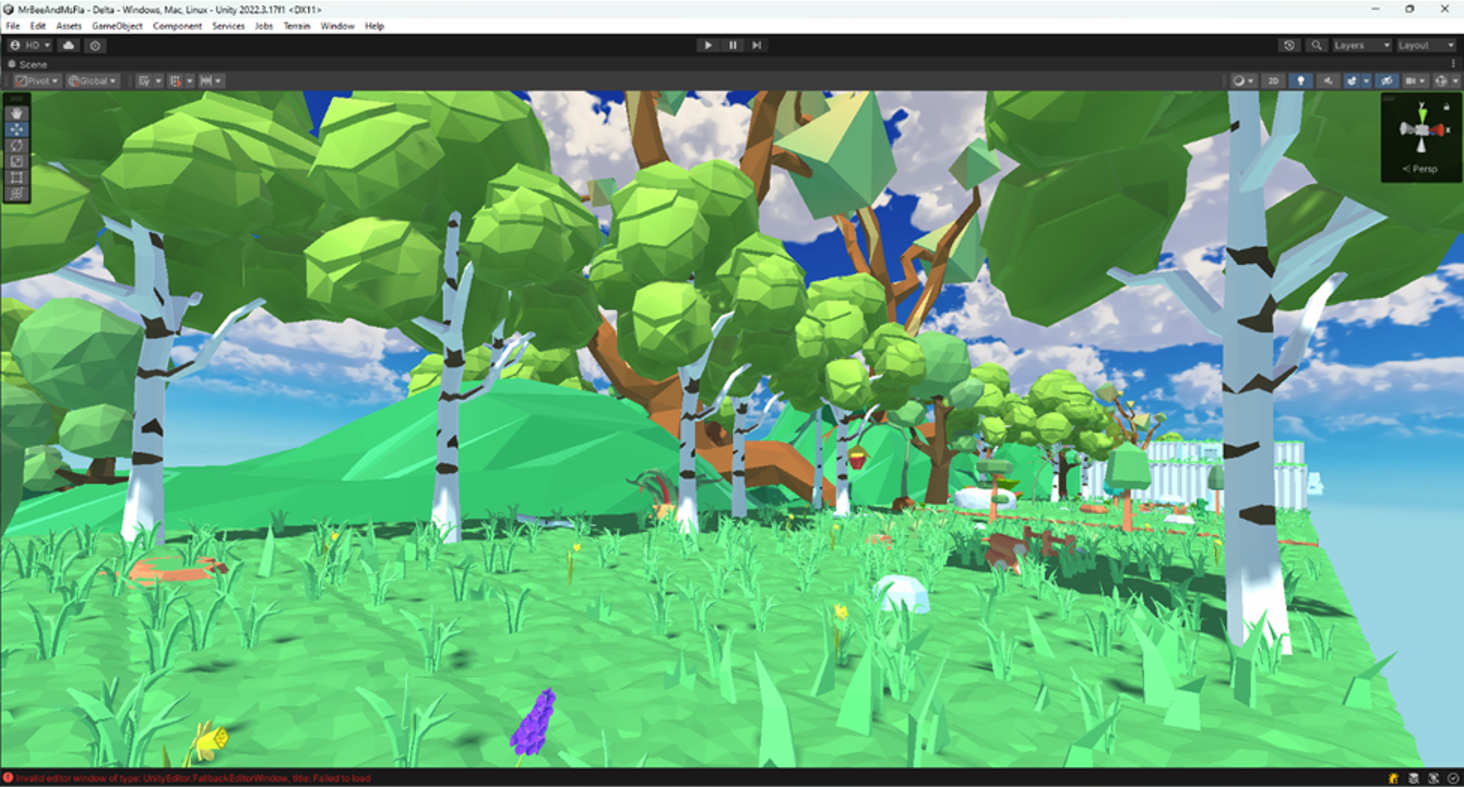 MrBeeAndMsFla - Delta - Windows, Mac, Linux - Unity 2022.3.17f1 <DX11>
File Edit Assets GameObject Component Services Jobs Terrain Window Help
HD Layers Layout
Scene
Pivot Global 2D
y
x
< Persp
Invalid editor window of type: UnityEditor.FallbackEditorWindow, title: Failed to load